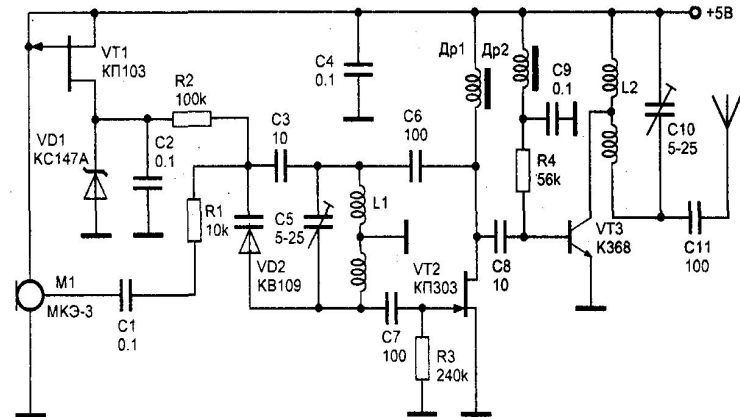 +5В
VT1
КП103
C4
0.1
Др1
Др2
C9
0.1
L2
C10
5-25
R2
100k
C3
10
C6
100
VD1
КС147А
C2
0.1
R4
56k
R1
10k
C5
5-25
L1
VT3
К368
C11
100
VD2
КВ109
VT2
КП303
C8
10
M1
МКЭ-3
C1
0.1
C7
100
R3
240k